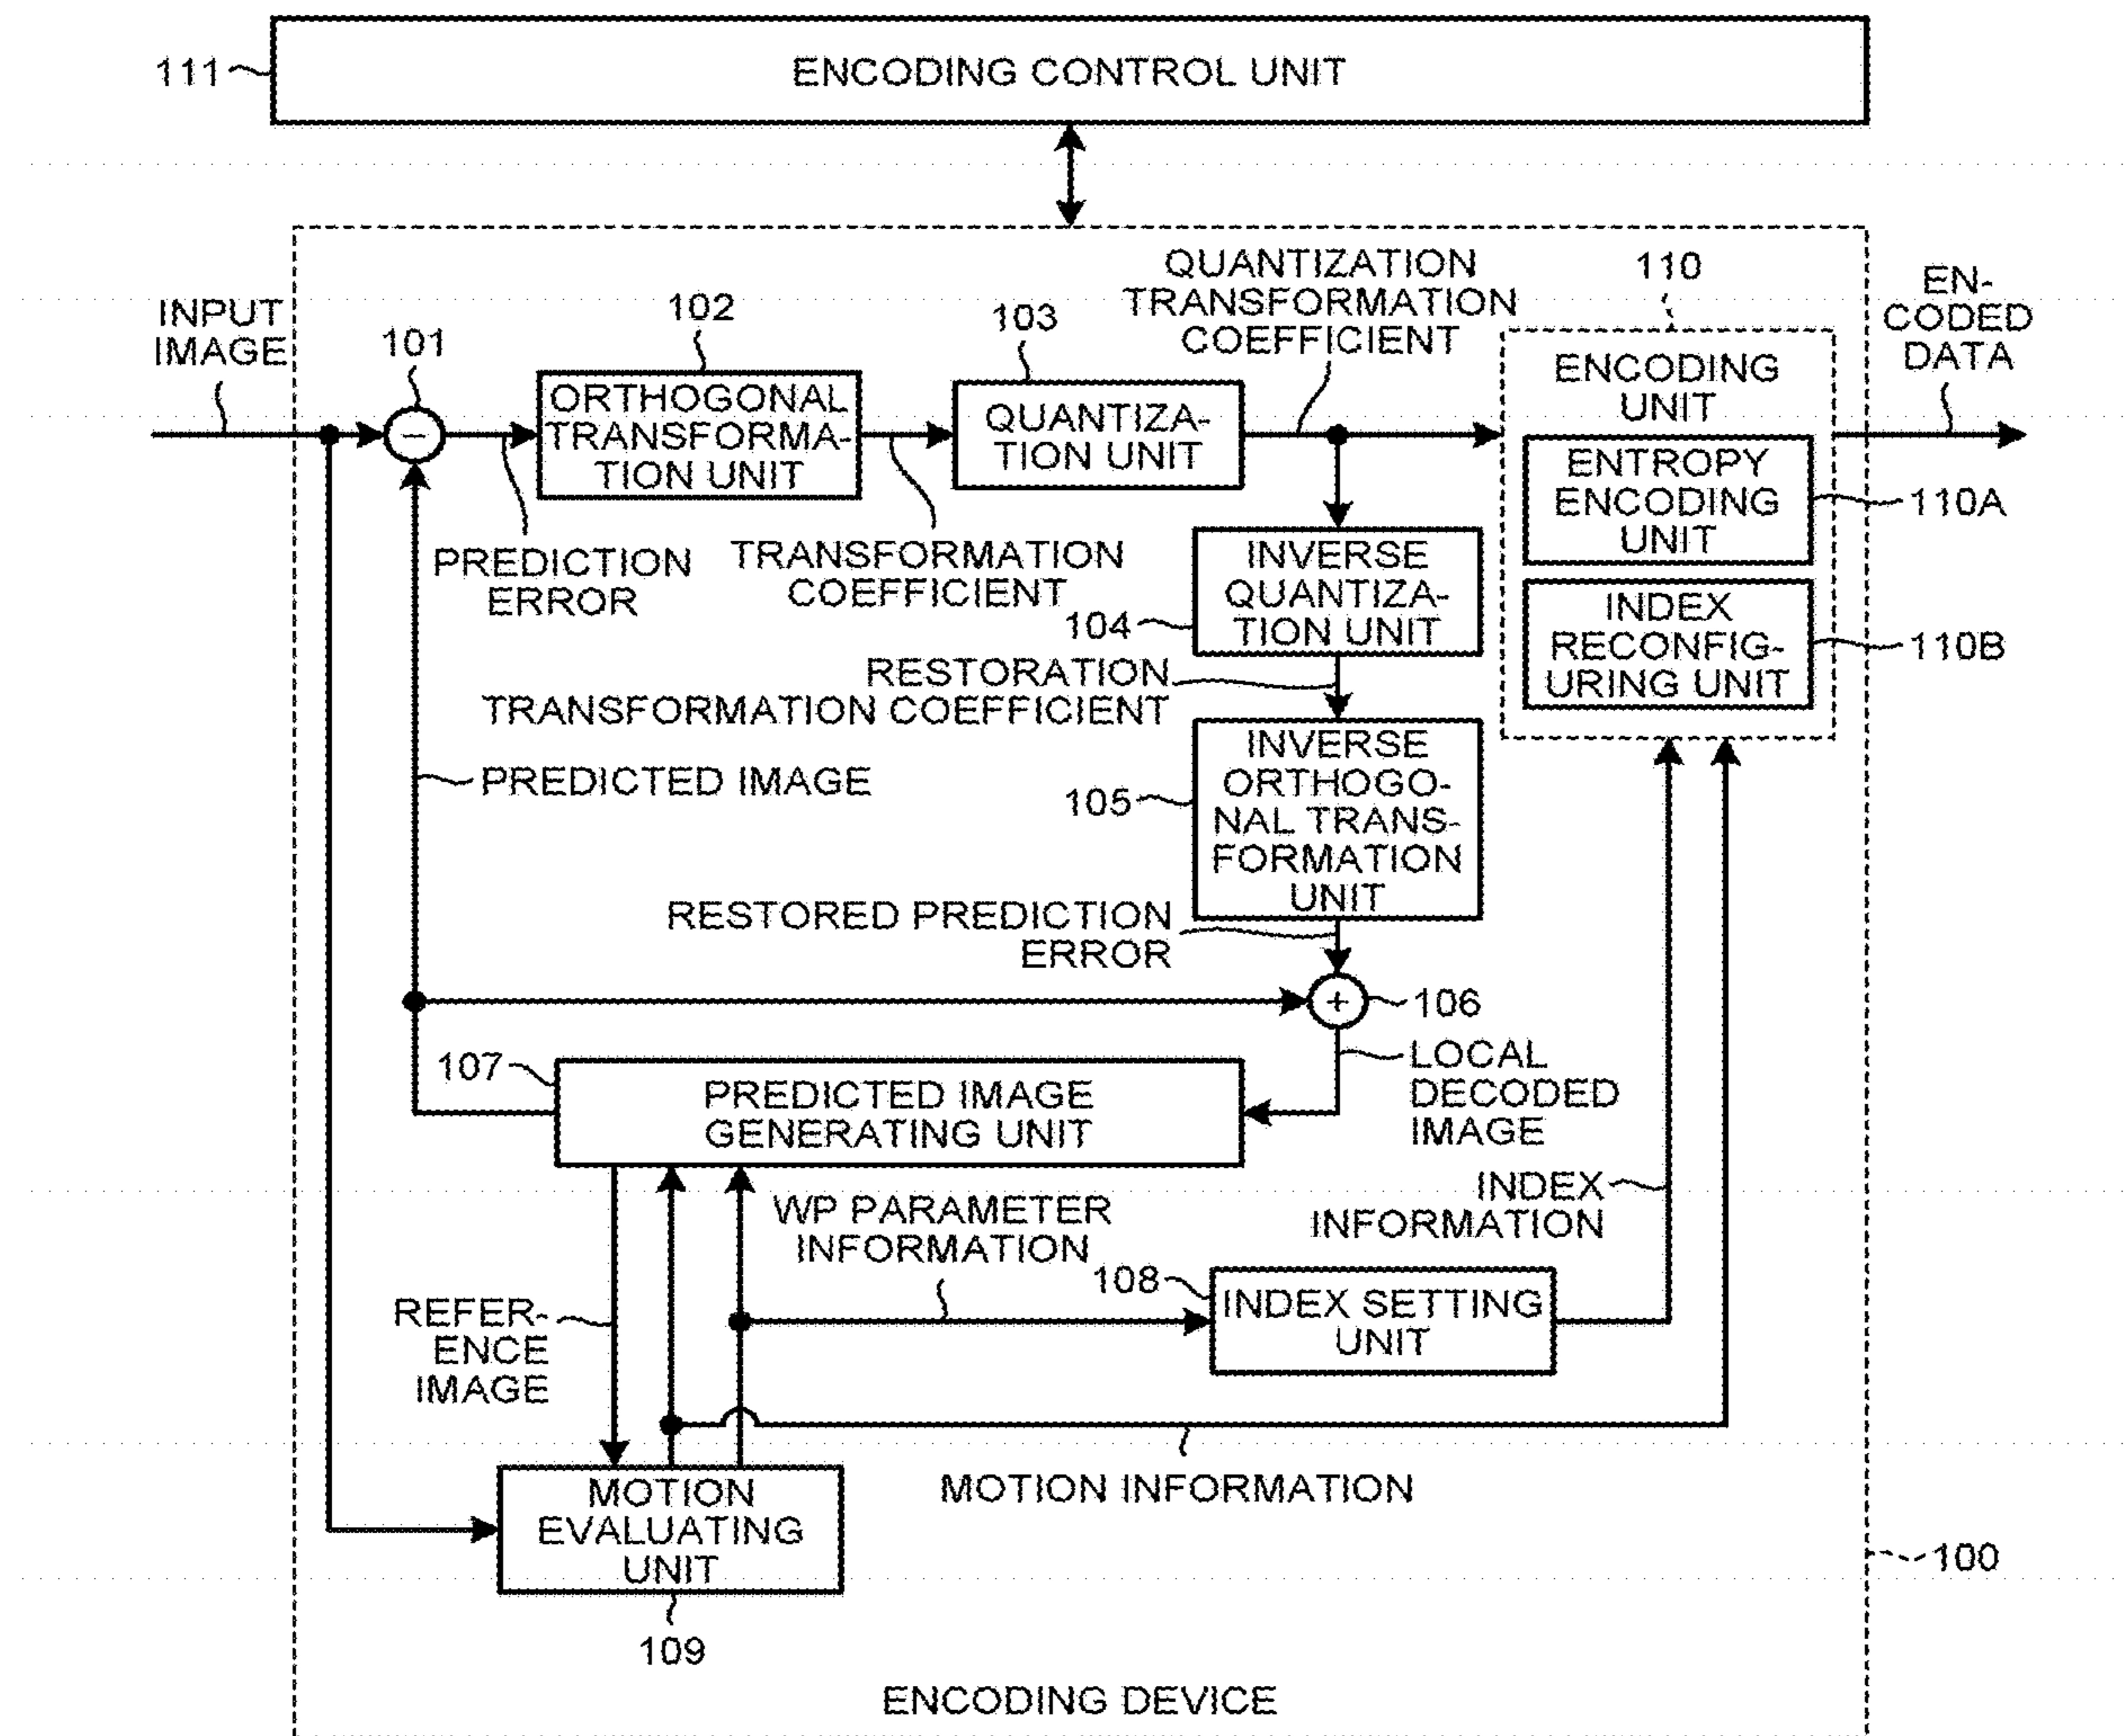 111
ENCODING CONTROL UNIT
INPUT
IMAGE
101
102
ORTHOGONAL
TRANSFORMA-
TION UNIT
103
QUANTIZA-
TION UNIT
QUANTIZATION
TRANSFORMATION
COEFFICIENT
110
ENCODING
UNIT
EN-
CODED
DATA
−
ENTROPY
ENCODING
UNIT
110A
INDEX
RECONFIG-
URING UNIT
110B
PREDICTION
ERROR
TRANSFORMATION
COEFFICIENT
INVERSE
QUANTIZA-
TION UNIT
104
RESTORATION
TRANSFORMATION COEFFICIENT
PREDICTED IMAGE
INVERSE
ORTHOGO-
NAL TRANS-
FORMATION
UNIT
105
RESTORED PREDICTION
ERROR
+
106
107
PREDICTED IMAGE
GENERATING UNIT
LOCAL
DECODED
IMAGE
WP PARAMETER
INFORMATION
INDEX
INFORMATION
108
INDEX SETTING
UNIT
REFER-
ENCE
IMAGE
MOTION INFORMATION
MOTION
EVALUATING
UNIT
109
100
ENCODING DEVICE